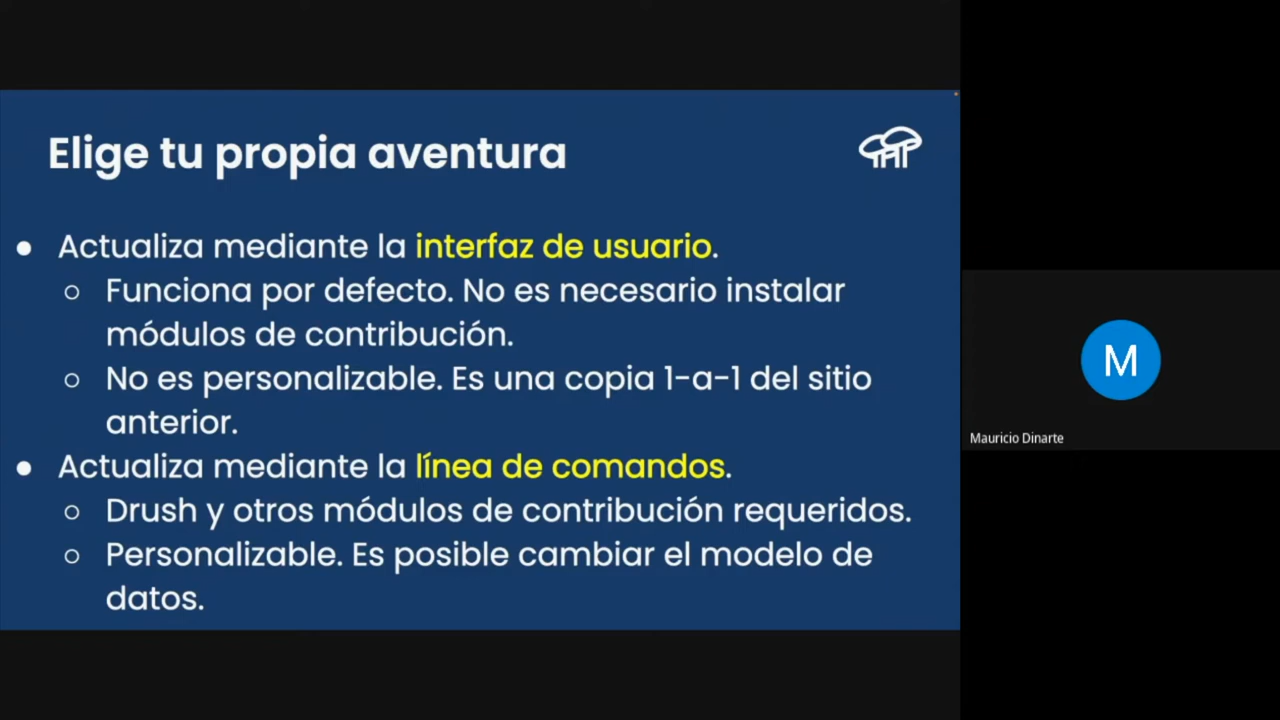 Elige tu propia aventura
● Actualiza mediante la interfaz de usuario.
○ Funciona por defecto. No es necesario instalar
módulos de contribución.
○ No es personalizable. Es una copia 1-a-1 del sitio
anterior.
● Actualiza mediante la línea de comandos.
○ Drush y otros módulos de contribución requeridos.
○ Personalizable. Es posible cambiar el modelo de
datos.
M
Mauricio Dinarte